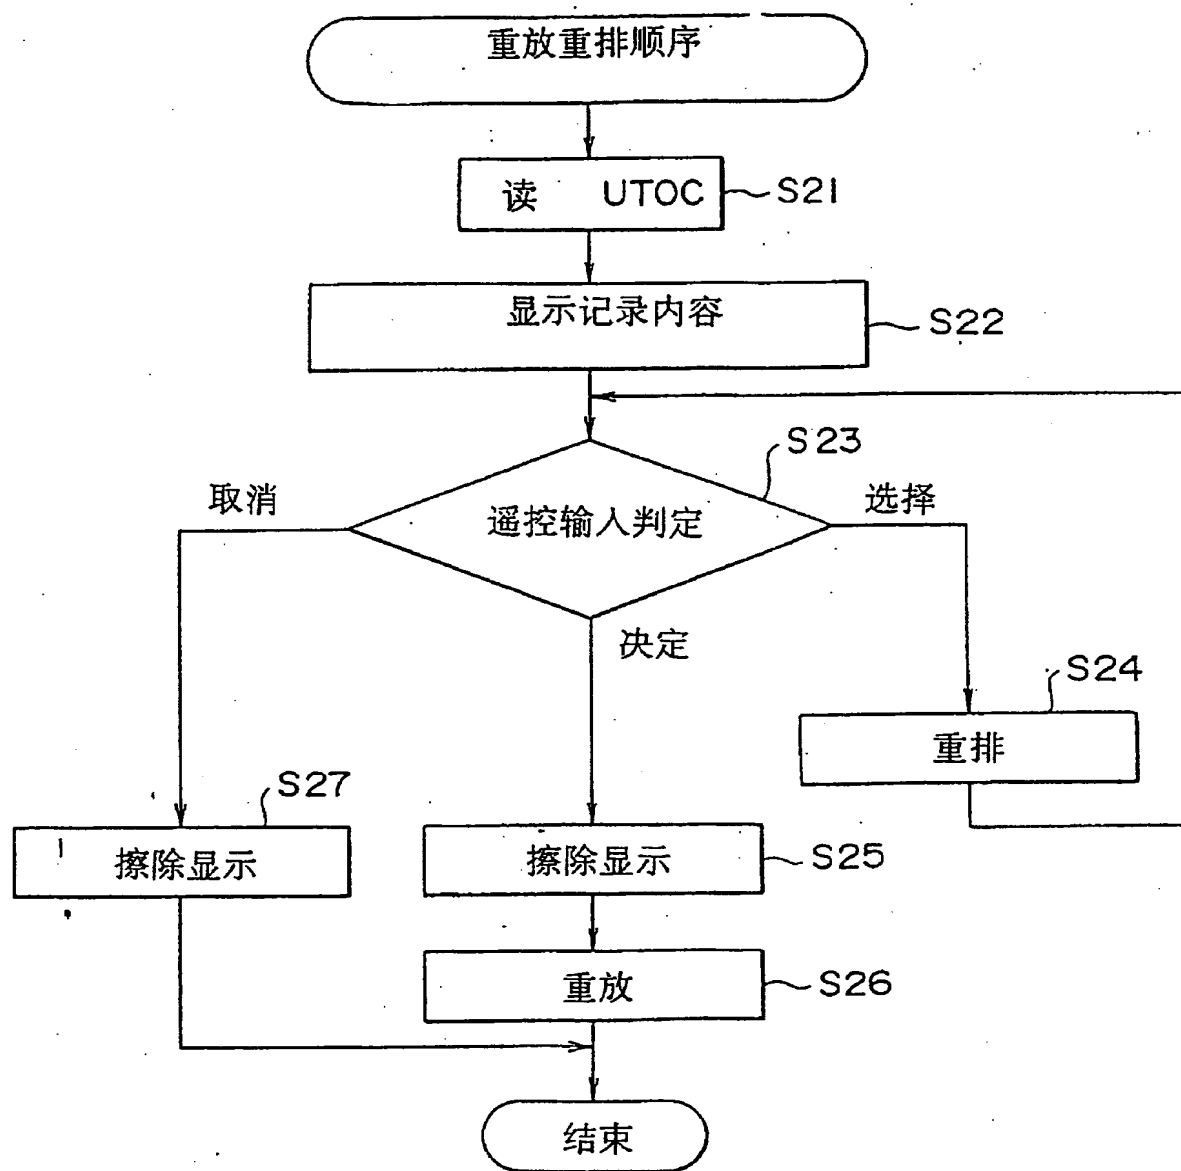 重放重排顺序
读 UTOC
S21
显示记录内容
S22
S23
遥控输入判定
取消
选择
决定
S24
重排
S27
擦除显示
擦除显示
S25
重放
S26
结束